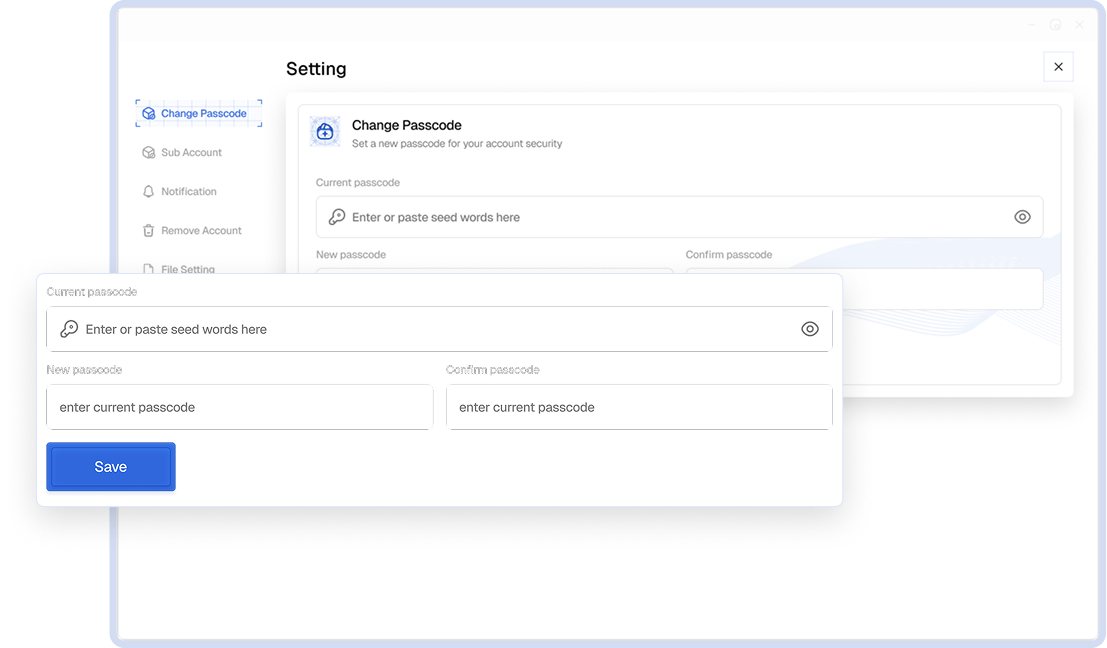 Setting
Change Passcode
Sub Account
Notification
Remove Account
File Setting
Change Passcode
Set a new passcode for your account security
Current passcode
Enter or paste seed words here
New passcode
Confirm passcode
Current passcode
Enter or paste seed words here
New passcode
Confirm passcode
enter current passcode
enter current passcode
Save